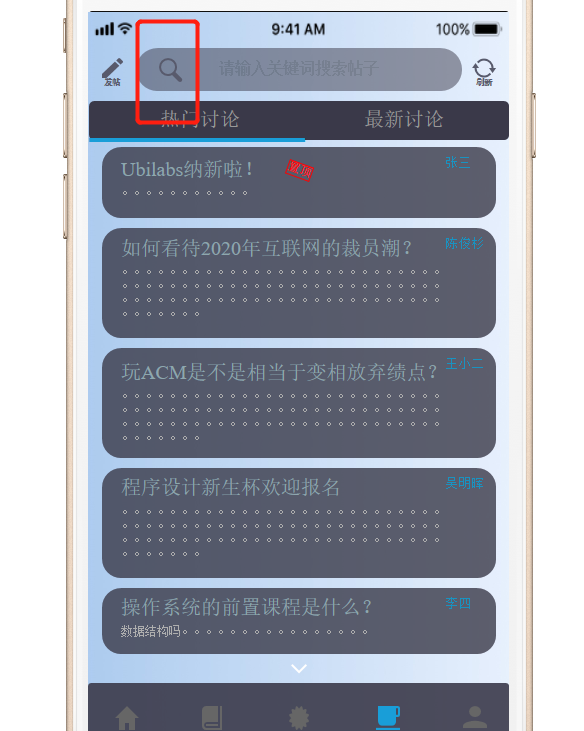 9:41 AM
100%
发帖
请输入关键词搜索帖子
刷新
热门讨论
最新讨论
Ubilabs纳新啦！
置顶
张三
。。。。。。。。。。。
如何看待2020年互联网的裁员潮？
陈俊杉
。。。。。。。。。。。。。。。。。。。。。。。。。。。
。。。。。。。。。。。。。。。。。。。。。。。。。。。
。。。。。。。。。。。。。。。。。。。。。。。。。。。
。。。。。。。
玩ACM是不是相当于变相放弃绩点？
王小二
。。。。。。。。。。。。。。。。。。。。。。。。。。。
。。。。。。。。。。。。。。。。。。。。。。。。。。。
。。。。。。。。。。。。。。。。。。。。。。。。。。。
。。。。。。。
程序设计新生杯欢迎报名
吴明晖
。。。。。。。。。。。。。。。。。。。。。。。。。。。
。。。。。。。。。。。。。。。。。。。。。。。。。。。
。。。。。。。。。。。。。。。。。。。。。。。。。。。
。。。。。。。
操作系统的前置课程是什么？
李四
数据结构吗。。。。。。。。。。。。。。。。